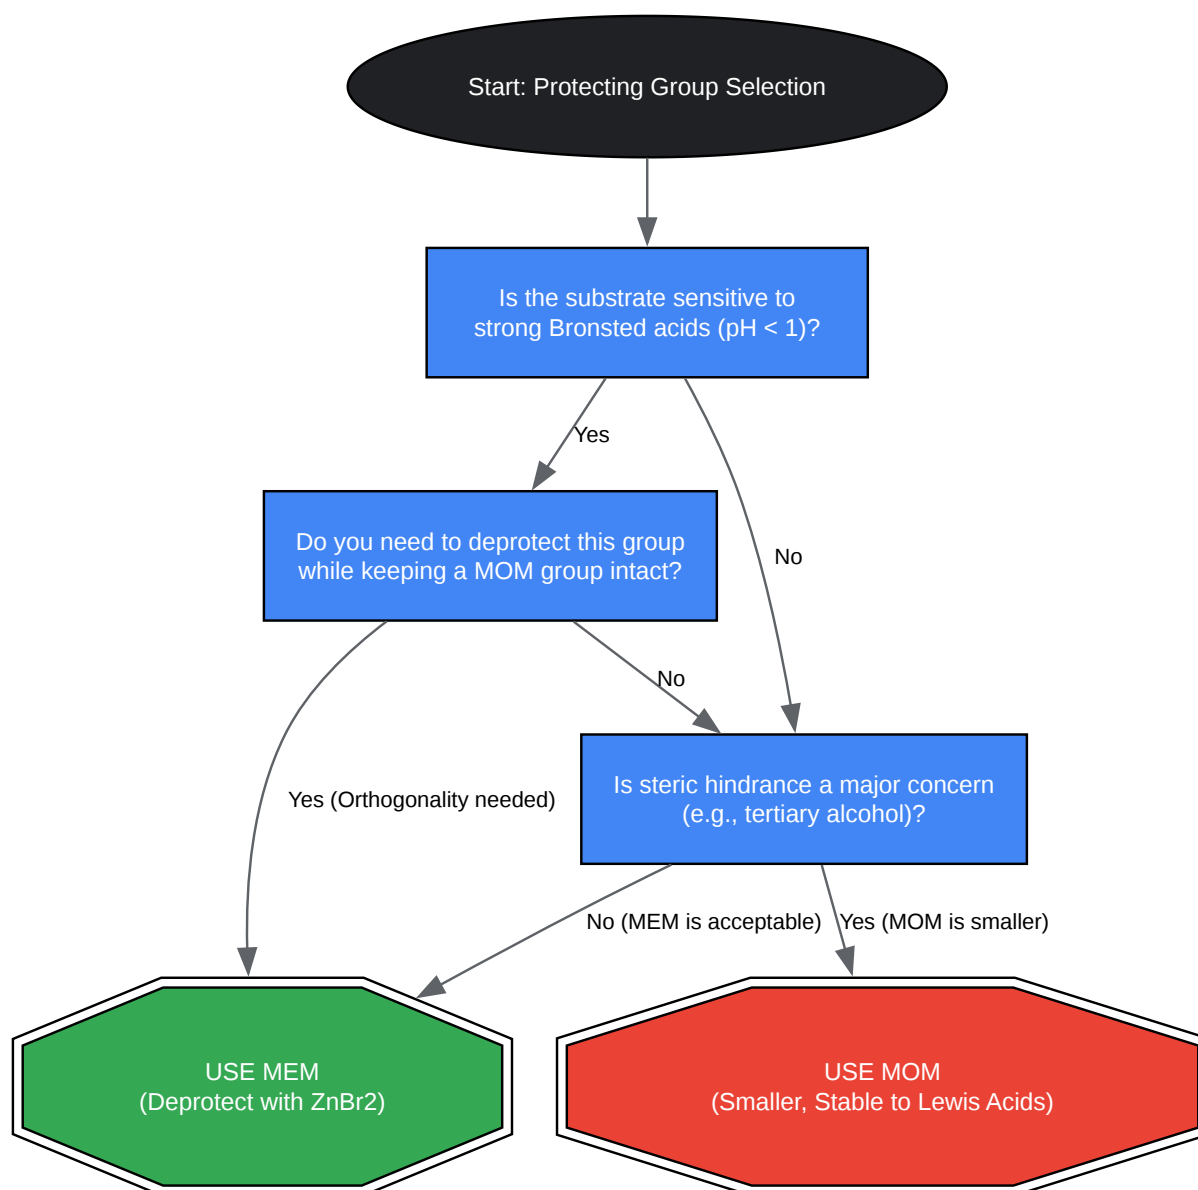 Start: Protecting Group Selection
Is the substrate sensitive to
strong Bronsted acids (pH < 1)?
Yes
Do you need to deprotect this group
while keeping a MOM group intact?
No
No
Is steric hindrance a major concern
(e.g., tertiary alcohol)?
Yes (Orthogonality needed)
No (MEM is acceptable)
Yes (MOM is smaller)
USE MEM
(Deprotect with ZnBr2)
USE MOM
(Smaller, Stable to Lewis Acids)